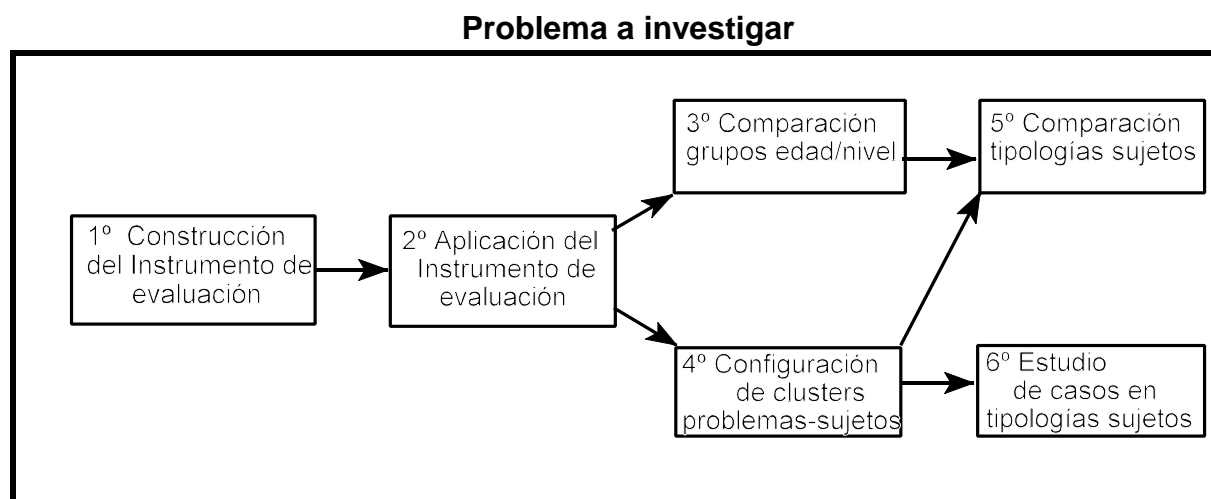 Problema a investigar
1º Construcción
del Instrumento de
evaluación
2º Aplicación del
Instrumento de
evaluación
3º Comparación
grupos edad/nivel
4º Configuración
de clusters
problemas-sujetos
5º Comparación
tipologías sujetos
6º Estudio
de casos en
tipologías sujetos